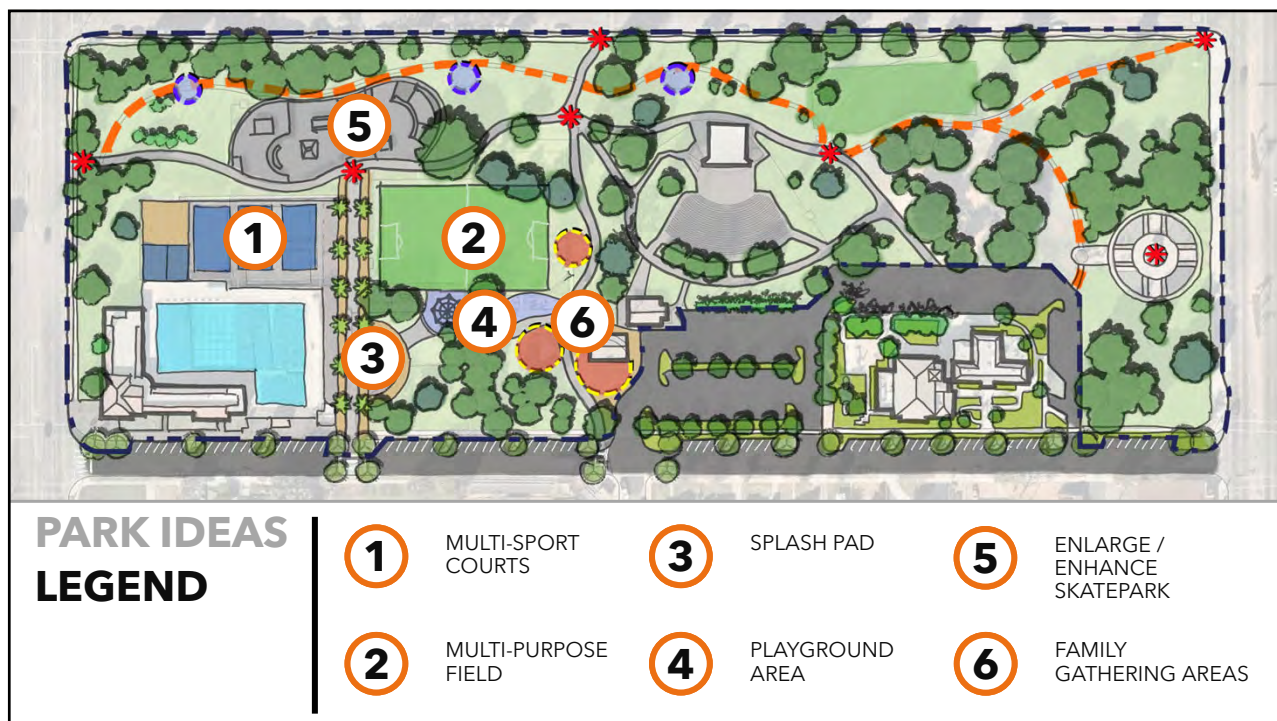 5
1
2
4
6
3
PARK IDEAS
LEGEND
1
MULTI-SPORT
COURTS
3
SPLASH PAD
5
ENLARGE /
ENHANCE
SKATEPARK
2
MULTI-PURPOSE
FIELD
4
PLAYGROUND
AREA
6
FAMILY
GATHERING AREAS